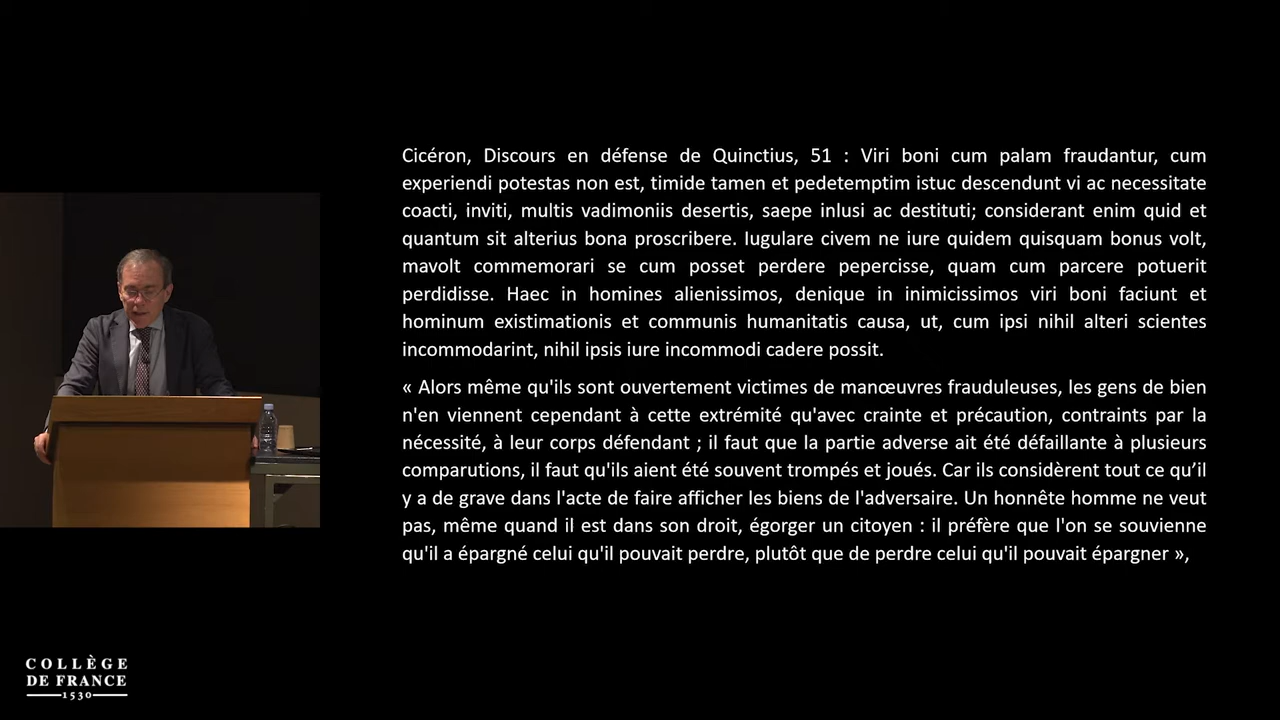 Cicéron, Discours en défense de Quinctius, 51 : Viri boni cum palam fraudantur, cum
experiendi potestas non est, timide tamen et pedetemptim istuc descendunt vi ac necessitate
coacti, inviti, multis vadimoniis desertis, saepe inlusi ac destituti; considerant enim quid et
quantum sit alterius bona proscribere. Iugulare civem ne iure quidem quisquam bonus volt,
mavolt commemorari se cum posset perdere pepercisse, quam cum parcere potuerit
perdidisse. Haec in homines alienissimos, denique in inimicissimos viri boni faciunt et
hominum existimationis et communis humanitatis causa, ut, cum ipsi nihil alteri scientes
incommodarint, nihil ipsis iure incommodi cadere possit.
« Alors même qu'ils sont ouvertement victimes de manœuvres frauduleuses, les gens de bien
n'en viennent cependant à cette extrémité qu'avec crainte et précaution, contraints par la
nécessité, à leur corps défendant ; il faut que la partie adverse ait été défaillante à plusieurs
comparutions, il faut qu'ils aient été souvent trompés et joués. Car ils considèrent tout ce qu’il
y a de grave dans l'acte de faire afficher les biens de l'adversaire. Un honnête homme ne veut
pas, même quand il est dans son droit, égorger un citoyen : il préfère que l'on se souvienne
qu'il a épargné celui qu'il pouvait perdre, plutôt que de perdre celui qu'il pouvait épargner »,
COLLÈGE
DE FRANCE
1530